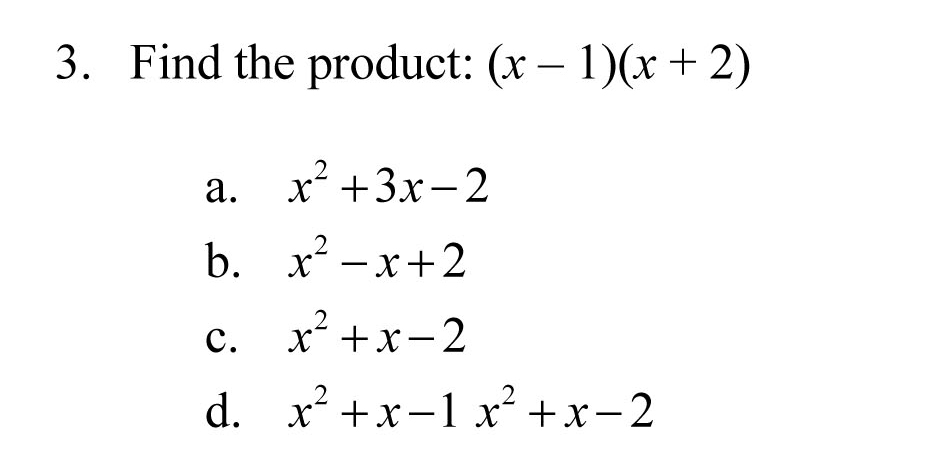 3. Find the product: (x – 1)(x + 2)
a. x² + 3x – 2
b. x² – x + 2
c. x² + x – 2
d. x² + x – 1 x² + x – 2